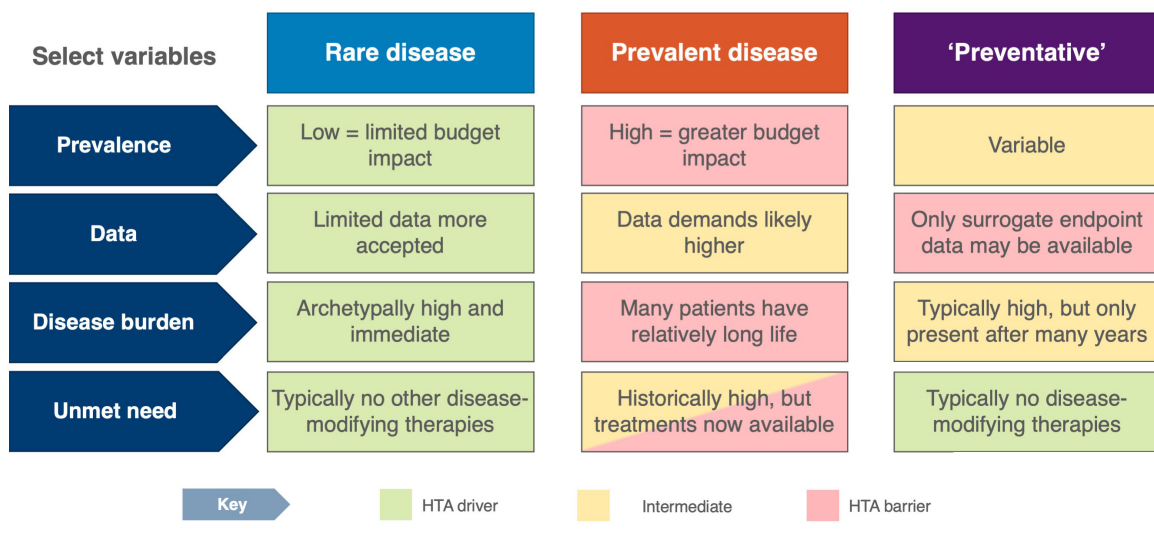 Select variables
Rare disease
Prevalent disease
‘Preventative’
Prevalence
Low = limited budget
impact
High = greater budget
impact
Variable
Data
Limited data more
accepted
Data demands likely
higher
Only surrogate endpoint
data may be available
Disease burden
Archetypally high and
immediate
Many patients have
relatively long life
Typically high, but only
present after many years
Unmet need
Typically no other disease-
modifying therapies
Historically high, but
treatments now available
Typically no disease-
modifying therapies
Key
HTA driver
Intermediate
HTA barrier